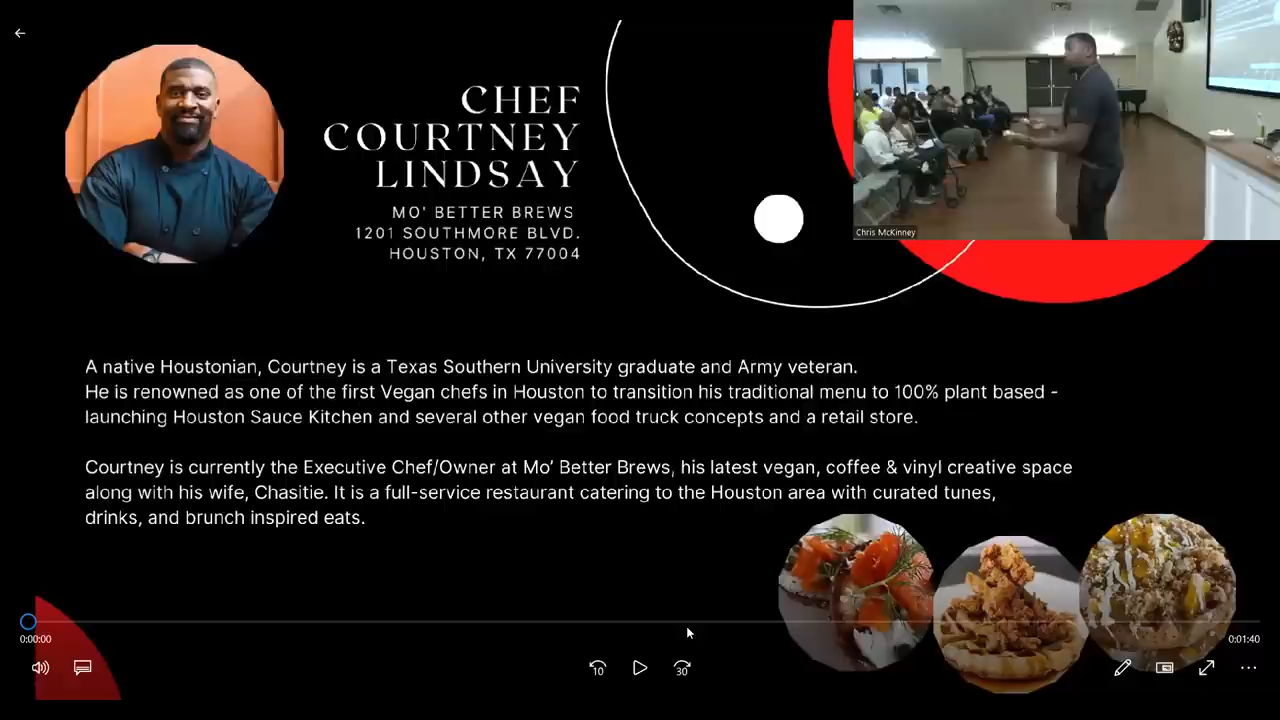 CHEF
COURTNEY
LINDSAY
MO' BETTER BREWS
1201 SOUTHMORE BLVD.
HOUSTON, TX 77004
Chris McKinney
A native Houstonian, Courtney is a Texas Southern University graduate and Army veteran.
He is renowned as one of the first Vegan chefs in Houston to transition his traditional menu to 100% plant based -
launching Houston Sauce Kitchen and several other vegan food truck concepts and a retail store.
Courtney is currently the Executive Chef/Owner at Mo' Better Brews, his latest vegan, coffee & vinyl creative space
along with his wife, Chasitie. It is a full-service restaurant catering to the Houston area with curated tunes,
drinks, and brunch inspired eats.
0:00:00
0:01:40
10
30